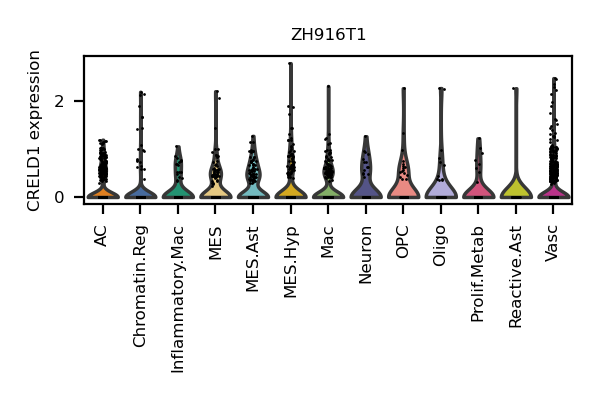 ZH916T1
CRELD1 expression
2
0
AC
Chromatin.Reg
Inflammatory.Mac
MES
MES.Ast
MES.Hyp
Mac
Neuron
OPC
Oligo
Prolif.Metab
Reactive.Ast
Vasc